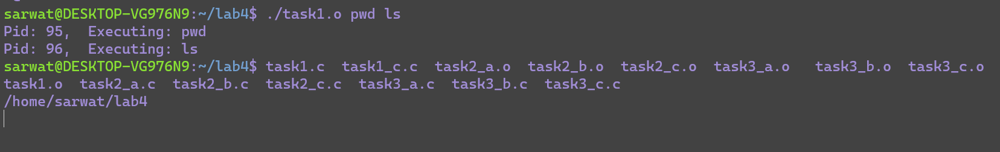 sarwat@DESKTOP-VG976N9:~/lab4$ ./task1.o pwd ls
Pid: 95,  Executing: pwd
Pid: 96,  Executing: ls
sarwat@DESKTOP-VG976N9:~/lab4$ task1.c  task1_c.c  task2_a.o  task2_b.o  task2_c.o  task3_a.o   task3_b.o  task3_c.o
task1.o  task2_a.c  task2_b.c  task2_c.c  task3_a.c  task3_b.c  task3_c.c
/home/sarwat/lab4